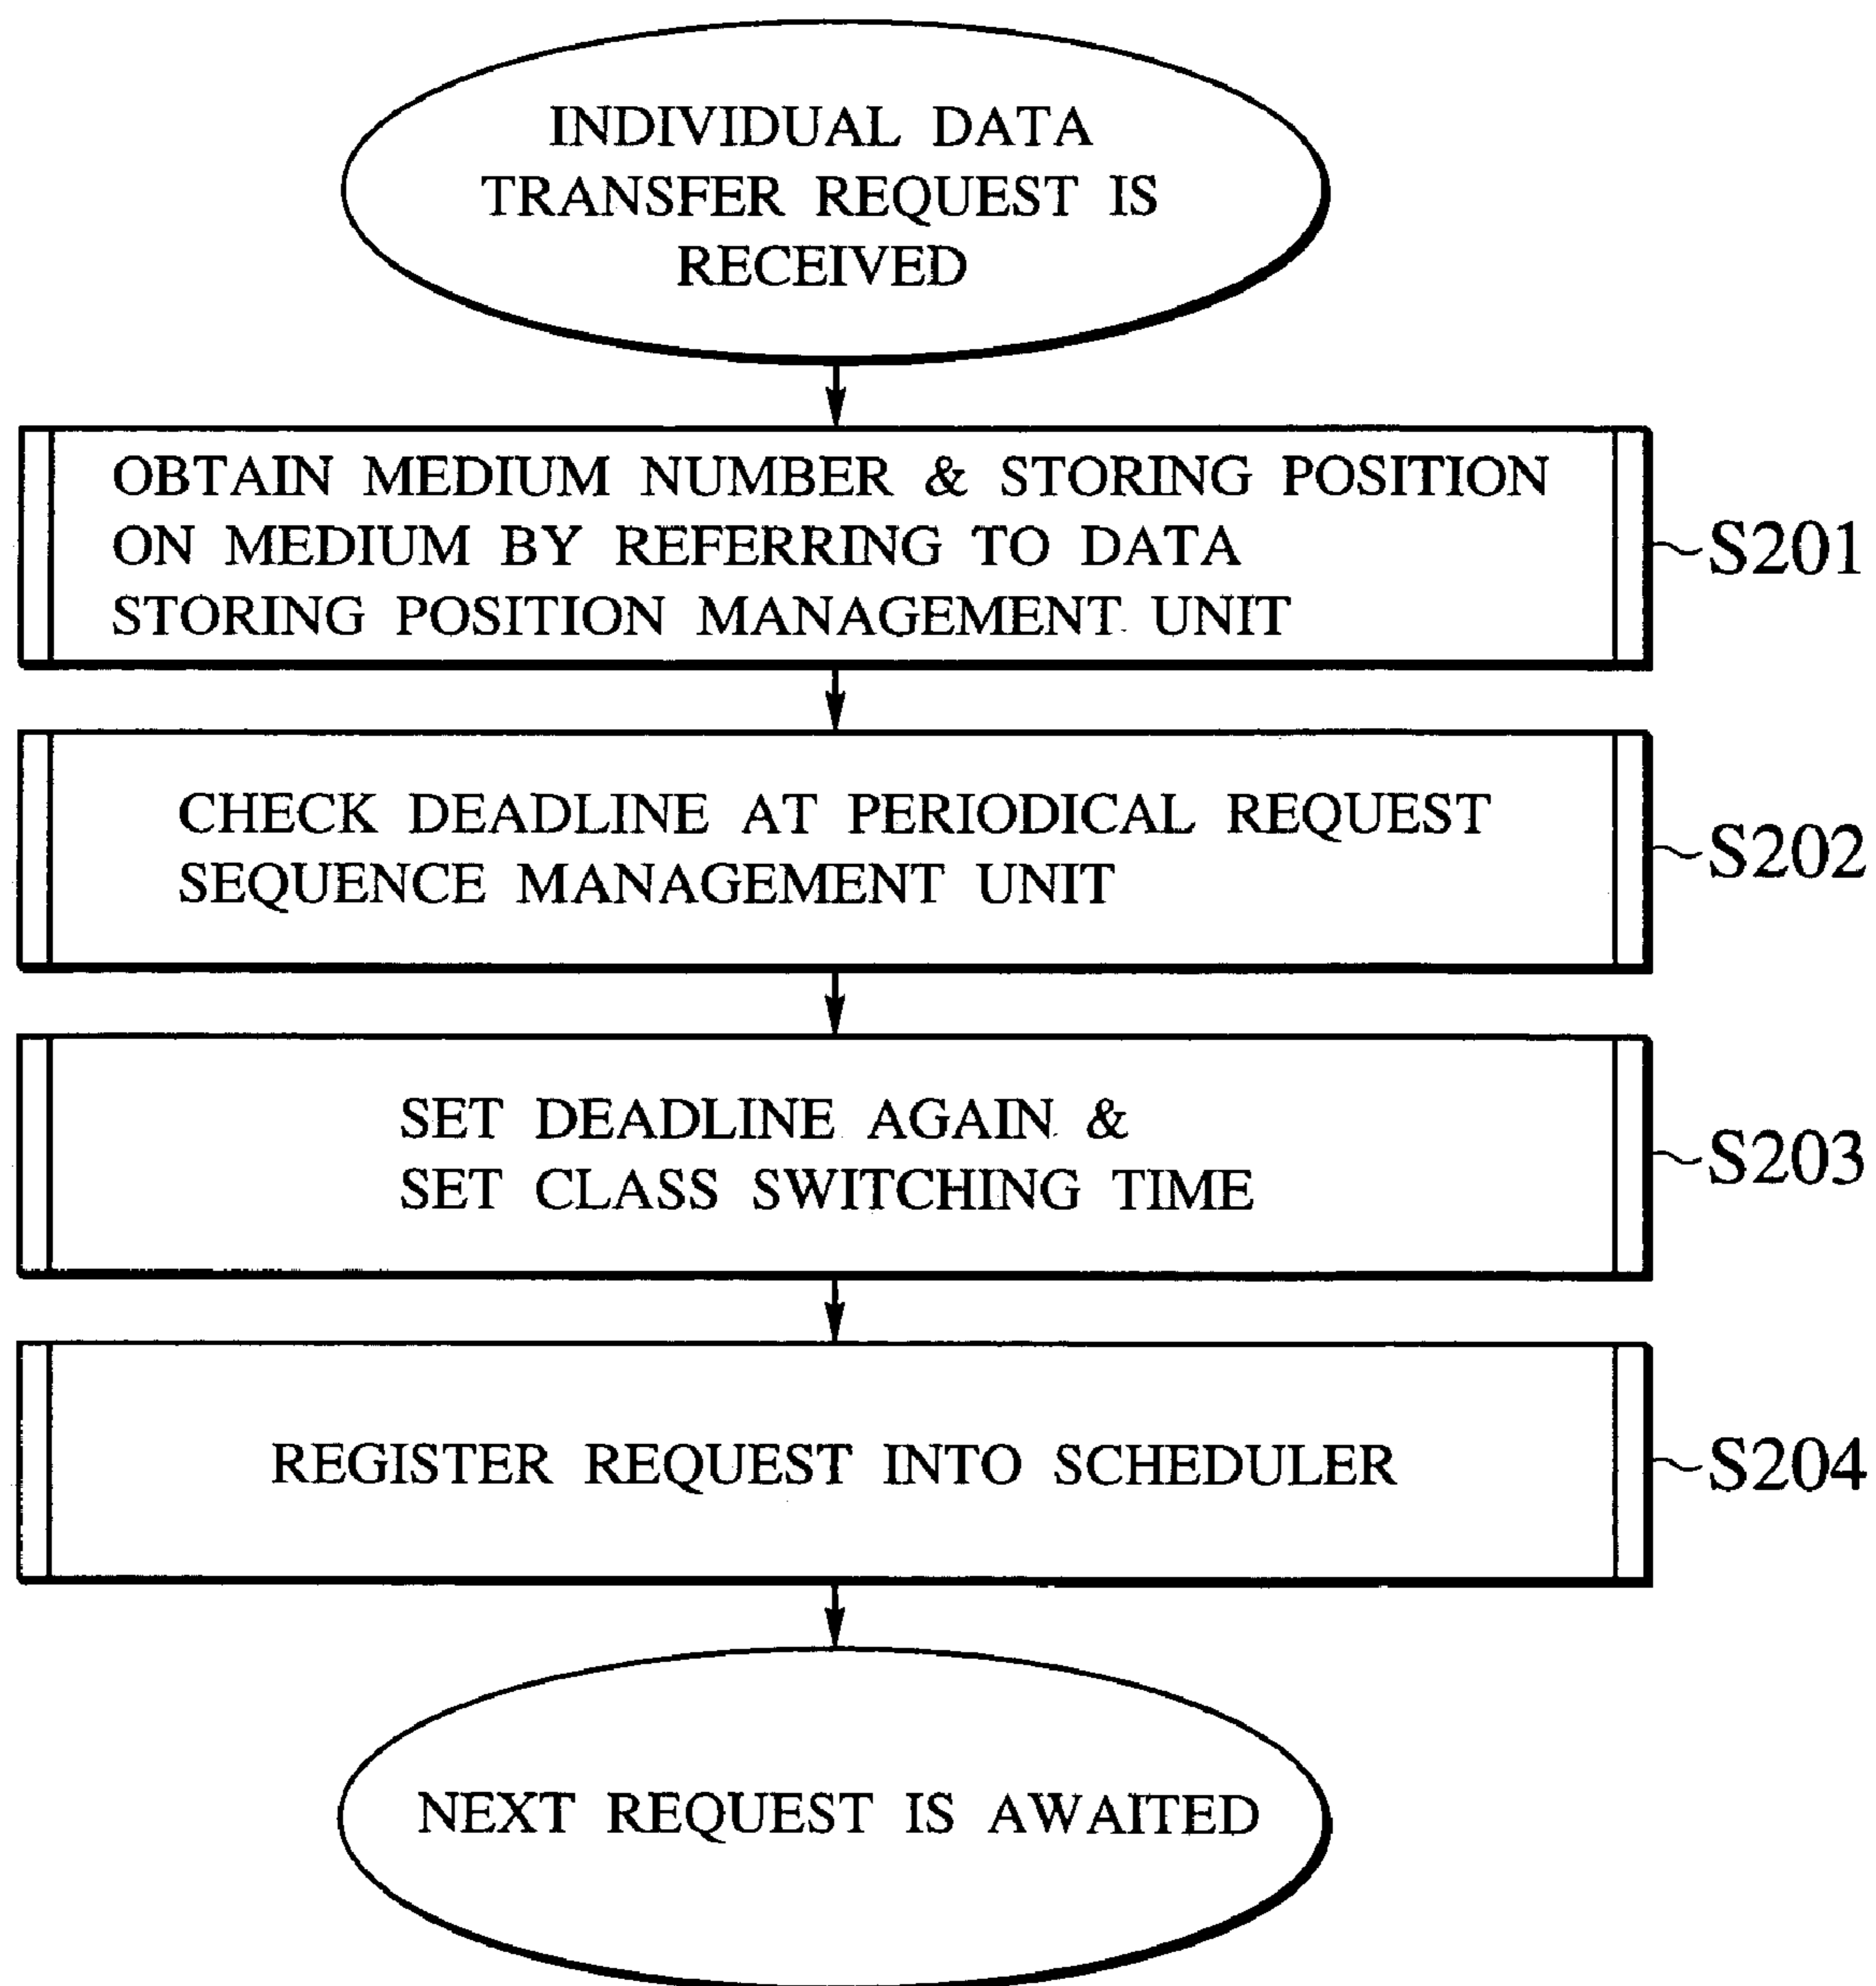 INDIVIDUAL DATA
TRANSFER REQUEST IS
RECEIVED
OBTAIN MEDIUM NUMBER & STORING POSITION
ON MEDIUM BY REFERRING TO DATA
STORING POSITION MANAGEMENT UNIT
S201
CHECK DEADLINE AT PERIODICAL REQUEST
SEQUENCE MANAGEMENT UNIT
S202
SET DEADLINE AGAIN &
SET CLASS SWITCHING TIME
S203
REGISTER REQUEST INTO SCHEDULER
S204
NEXT REQUEST IS AWAITED